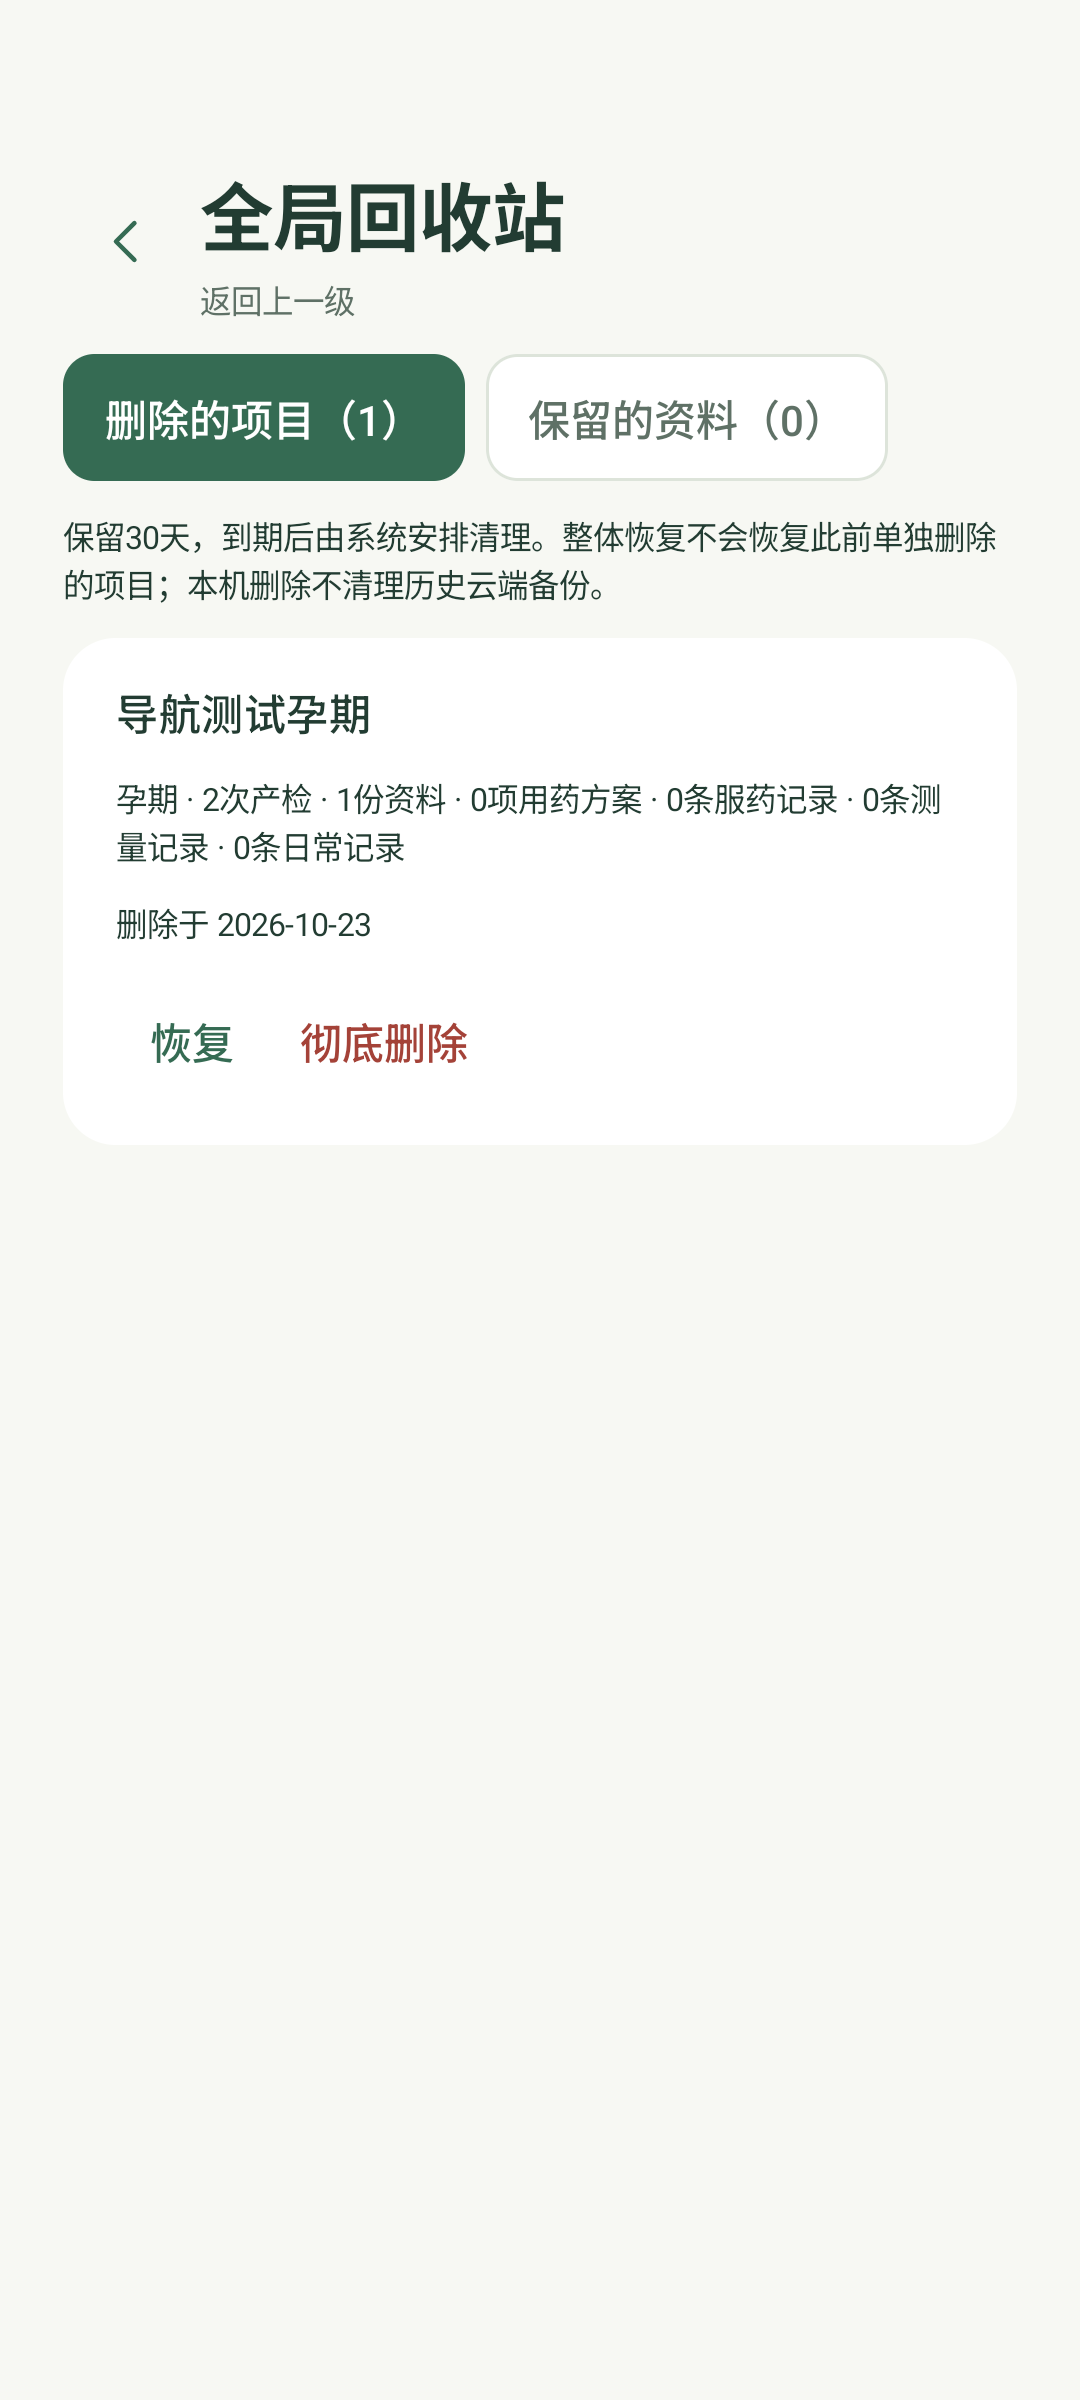 全局回收站
返回上一级
删除的项目（1）
保留的资料（0）
保留30天，到期后由系统安排清理。整体恢复不会恢复此前单独删除
的项目；本机删除不清理历史云端备份。
导航测试孕期
孕期 · 2次产检 · 1份资料 · 0项用药方案 · 0条服药记录 · 0条测
量记录 · 0条日常记录
删除于 2026-10-23
恢复
彻底删除